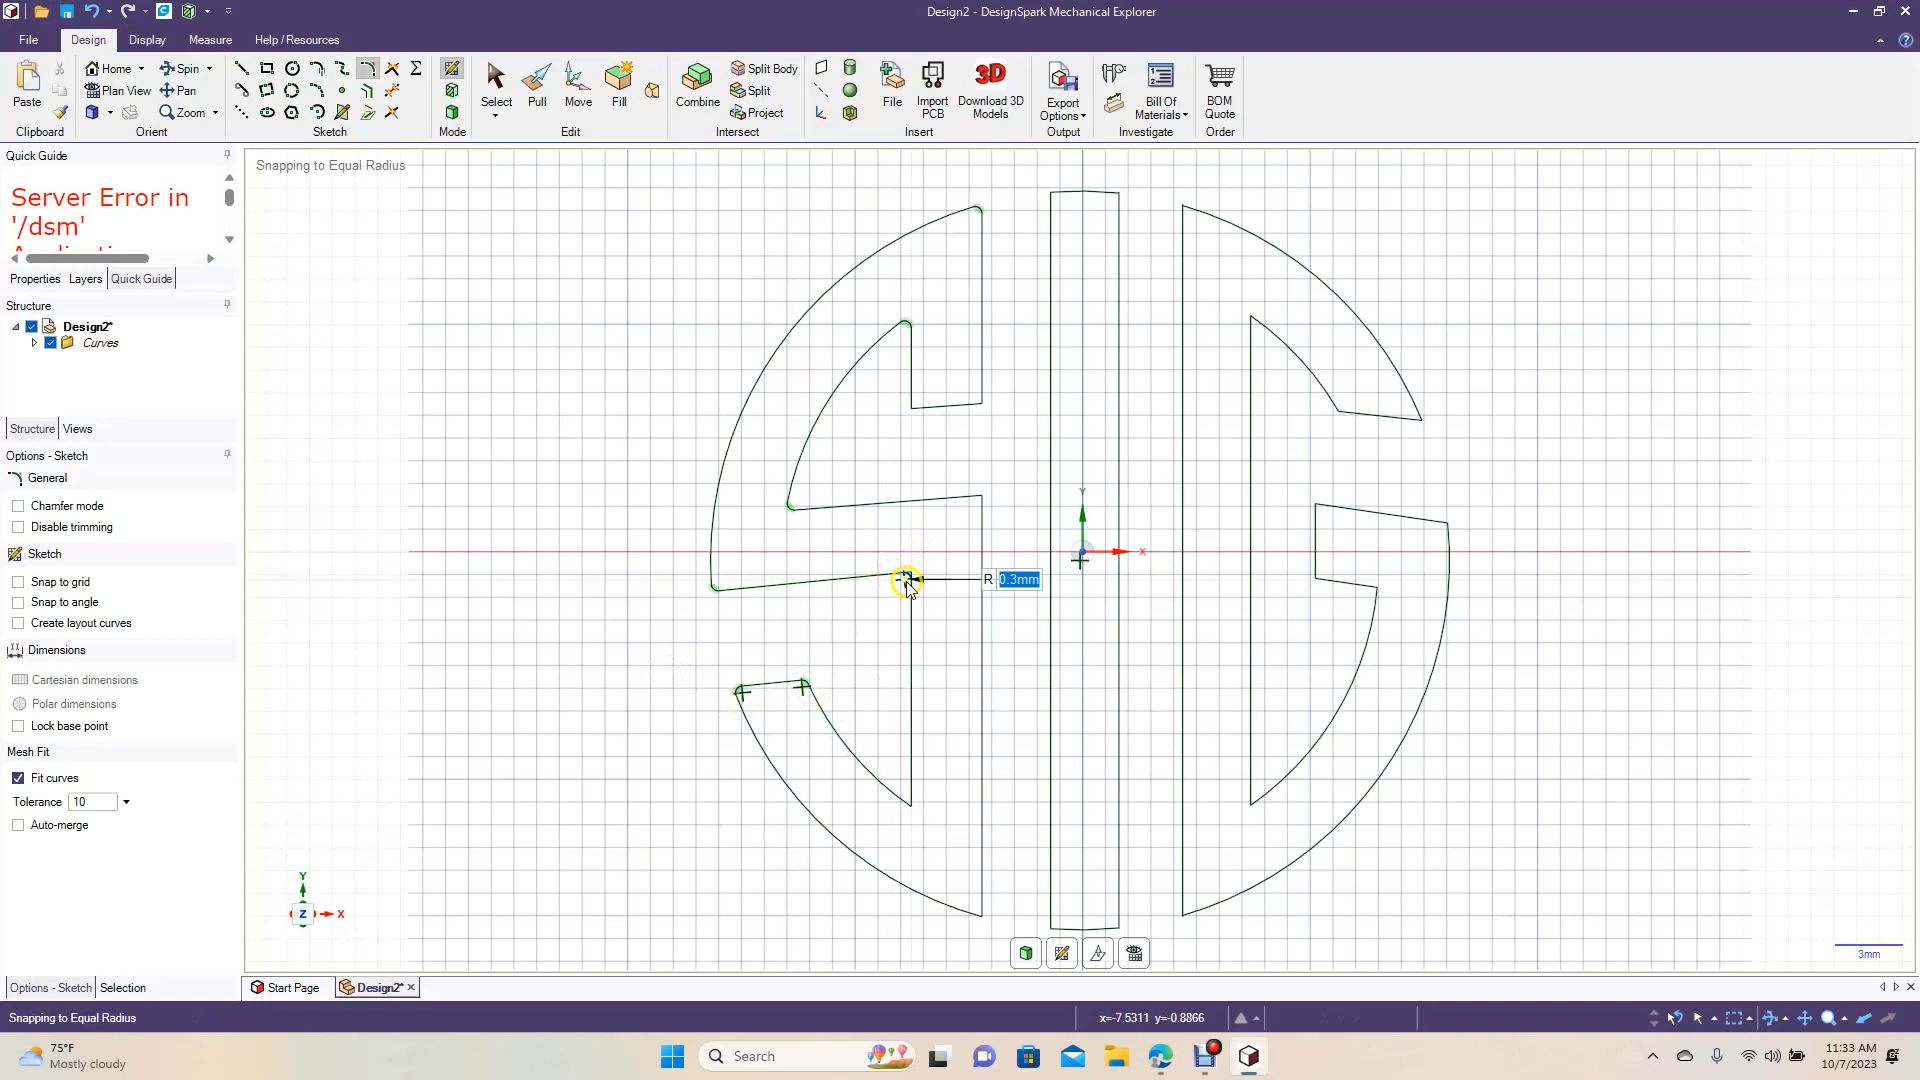 Design2 - DesignSpark Mechanical Explorer
File
Design
Display
Measure
Help / Resources
Paste
Home
Spin
Plan View
Pan
Zoom
Select
Pull
Move
Fill
Combine
Split Body
Split
Project
File
Import PCB
Download 3D Models
3D
Export Options
Bill Of Materials
BOM Quote
Clipboard
Orient
Sketch
Mode
Edit
Intersect
Insert
Output
Investigate
Order
Quick Guide
Server Error in
'/dsm'
Properties
Layers
Quick Guide
Structure
Design2*
Curves
Structure
Views
Options - Sketch
General
Chamfer mode
Disable trimming
Sketch
Snap to grid
Snap to angle
Create layout curves
Dimensions
Cartesian dimensions
Polar dimensions
Lock base point
Mesh Fit
Fit curves
Tolerance 10
Auto-merge
Snapping to Equal Radius
Y
X
R 0.3mm
Y
Z
X
3mm
Options - Sketch
Selection
Start Page
Design2*
Snapping to Equal Radius
x=-7.5311 y=-0.8866
75°F
Mostly cloudy
Search
11:33 AM
10/7/2023